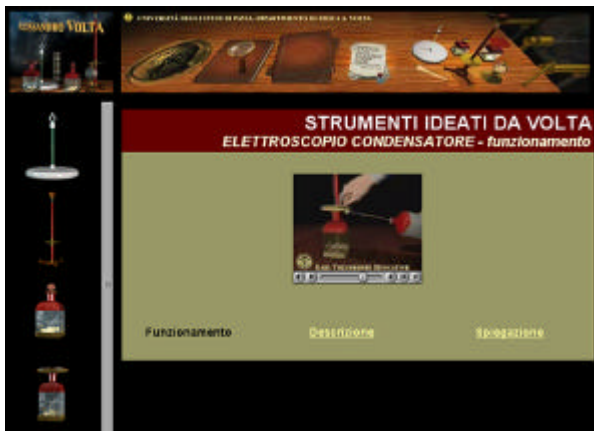 ALESSANDRO VOLTA
UNIVERSITÀ DEGLI STUDI DI PAVIA, DIPARTIMENTO DI FISICA A. VOLTA
STRUMENTI IDEATI DA VOLTA
ELETTROSCOPIO CONDENSATORE - funzionamento
Funzionamento
Descrizione
Spiegazione